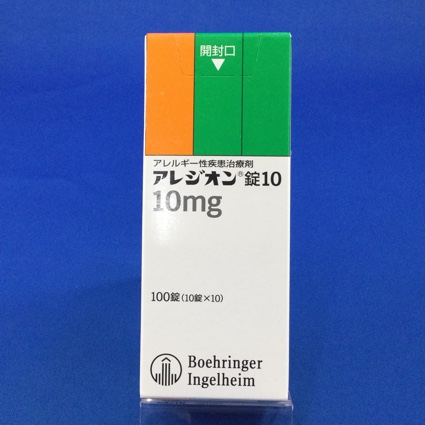 開封口
アレルギー性疾患治療剤
アレジオン®錠10
10mg
100錠(10錠×10)
Boehringer
Ingelheim